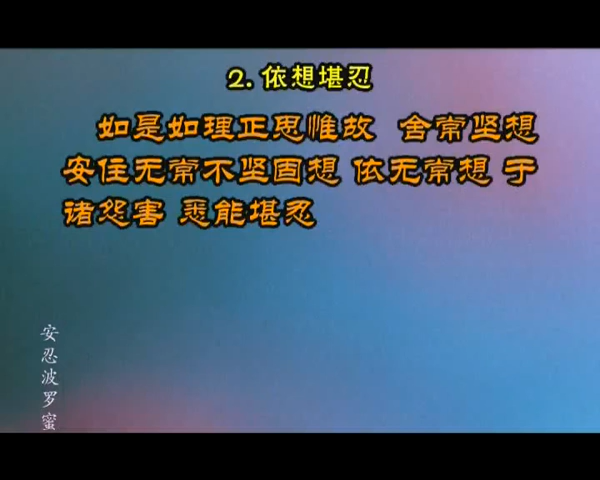 2. 依想堪忍
如是如理正思惟故 舍常坚想
安住无常不坚固想 依无常想 于
诸怨害 悉能堪忍
安忍波罗蜜